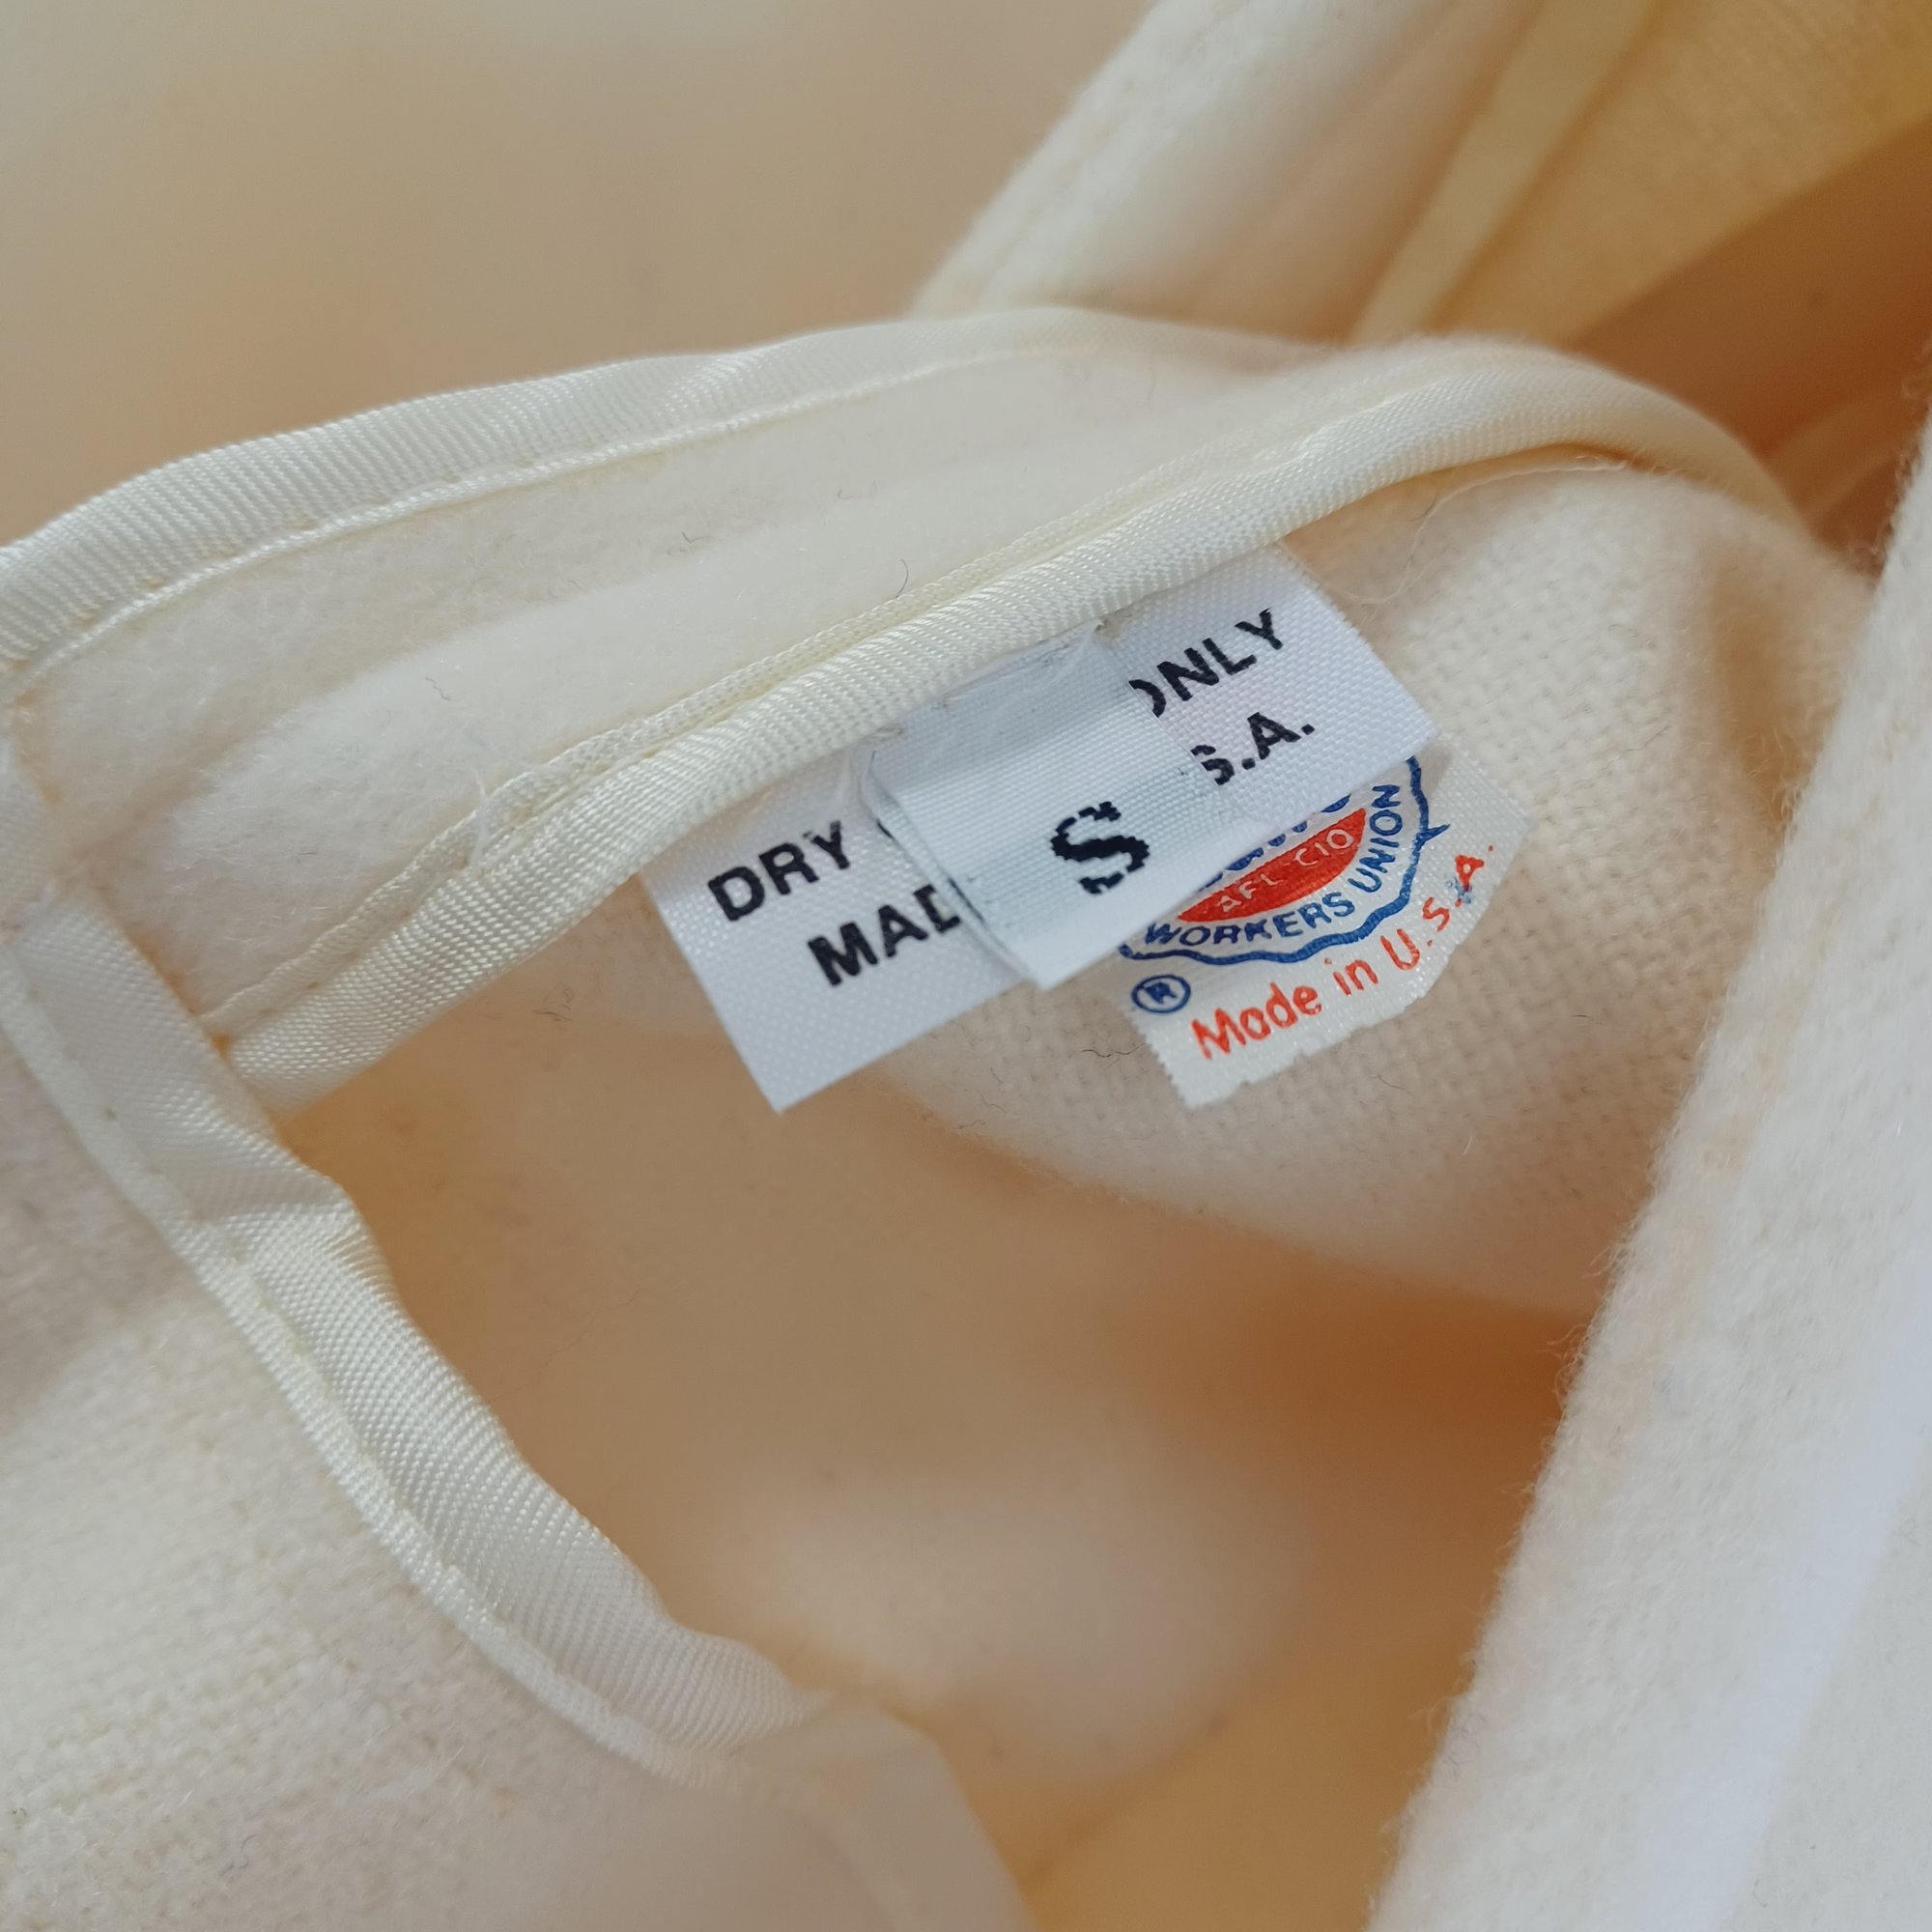 DRY ONLY
MAD S.A.
S
AFL CIO
WORKERS UNION
®
Made in U.S.A.